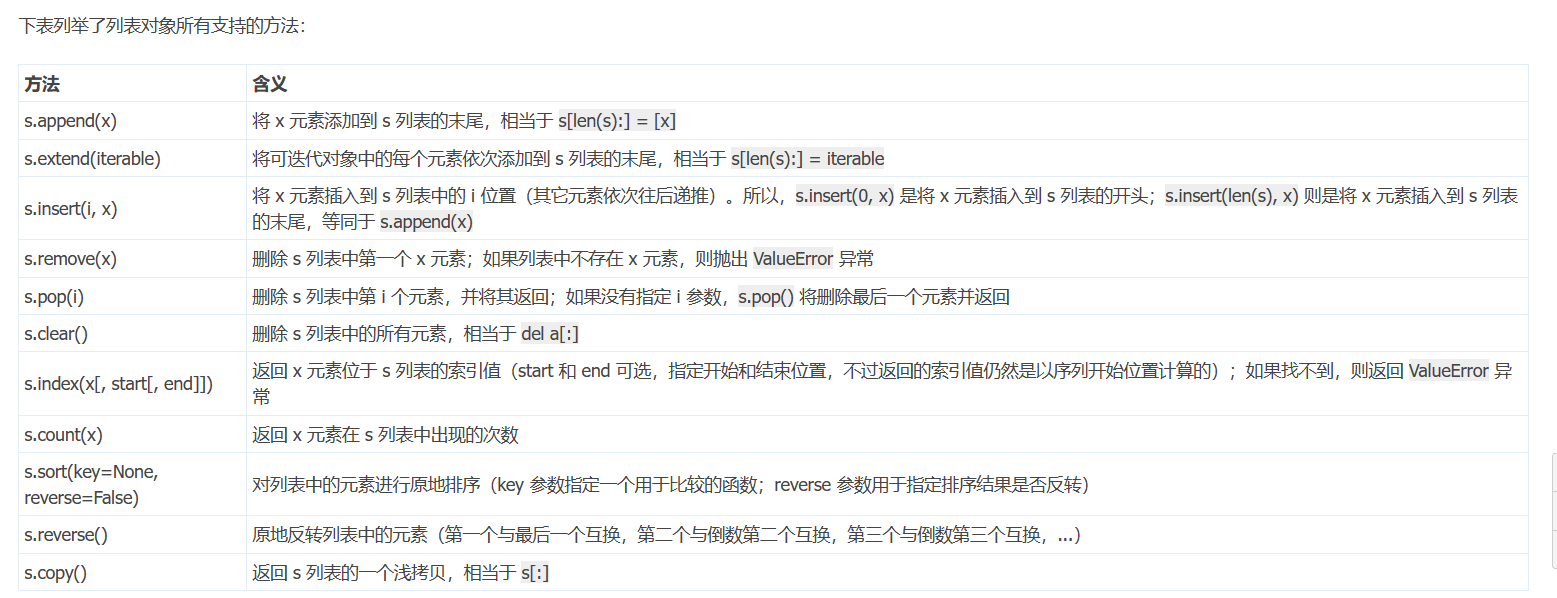 下表列举了列表对象所有支持的方法：
方法 含义
s.append(x) 将 x 元素添加到 s 列表的末尾，相当于 s[len(s):] = [x]
s.extend(iterable) 将可迭代对象中的每个元素依次添加到 s 列表的末尾，相当于 s[len(s):] = iterable
s.insert(i, x) 将 x 元素插入到 s 列表中的 i 位置（其它元素依次往后递推）。所以，s.insert(0, x) 是将 x 元素插入到 s 列表的开头；s.insert(len(s), x) 则是将 x 元素插入到 s 列表
的末尾，等同于 s.append(x)
s.remove(x) 删除 s 列表中第一个 x 元素；如果列表中不存在 x 元素，则抛出 ValueError 异常
s.pop(i) 删除 s 列表中第 i 个元素，并将其返回；如果没有指定 i 参数，s.pop() 将删除最后一个元素并返回
s.clear() 删除 s 列表中的所有元素，相当于 del a[:]
s.index(x[, start[, end]]) 返回 x 元素位于 s 列表的索引值（start 和 end 可选，指定开始和结束位置，不过返回的索引值仍然是以序列开始位置计算的）；如果找不到，则返回 ValueError 异
常
s.count(x) 返回 x 元素在 s 列表中出现的次数
s.sort(key=None,
reverse=False) 对列表中的元素进行原地排序（key 参数指定一个用于比较的函数；reverse 参数用于指定排序结果是否反转）
s.reverse() 原地反转列表中的元素（第一个与最后一个互换，第二个与倒数第二个互换，第三个与倒数第三个互换，...）
s.copy() 返回 s 列表的一个浅拷贝，相当于 s[:]